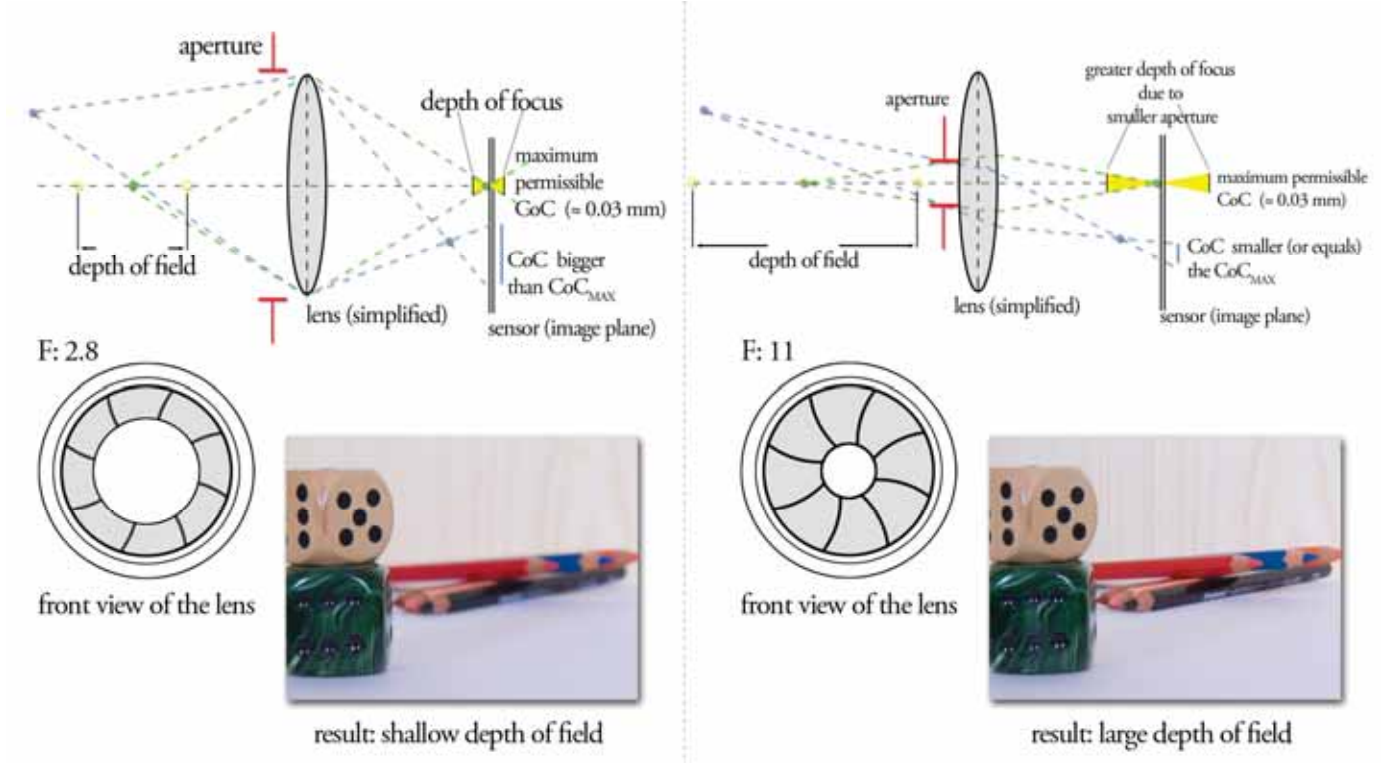 aperture
depth of focus
maximum
permissible
CoC (≈ 0.03 mm)
depth of field
CoC bigger
than CoCMAX
lens (simplified)
sensor (image plane)
F: 2.8
front view of the lens
result: shallow depth of field
greater depth of focus
due to
smaller aperture
aperture
maximum permissible
CoC (≈ 0.03 mm)
depth of field
CoC smaller (or equals)
the CoCMAX
lens (simplified)
sensor (image plane)
F: 11
front view of the lens
result: large depth of field